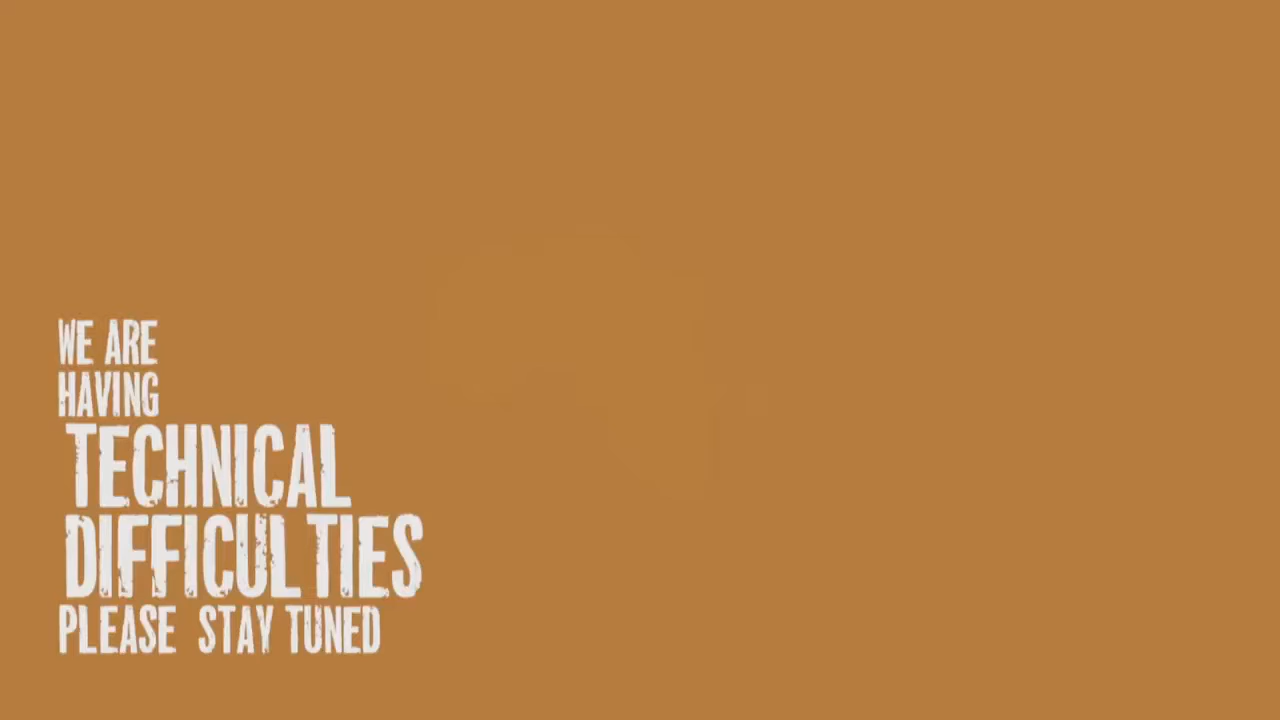 WE ARE
HAVING
TECHNICAL
DIFFICULTIES
PLEASE STAY TUNED